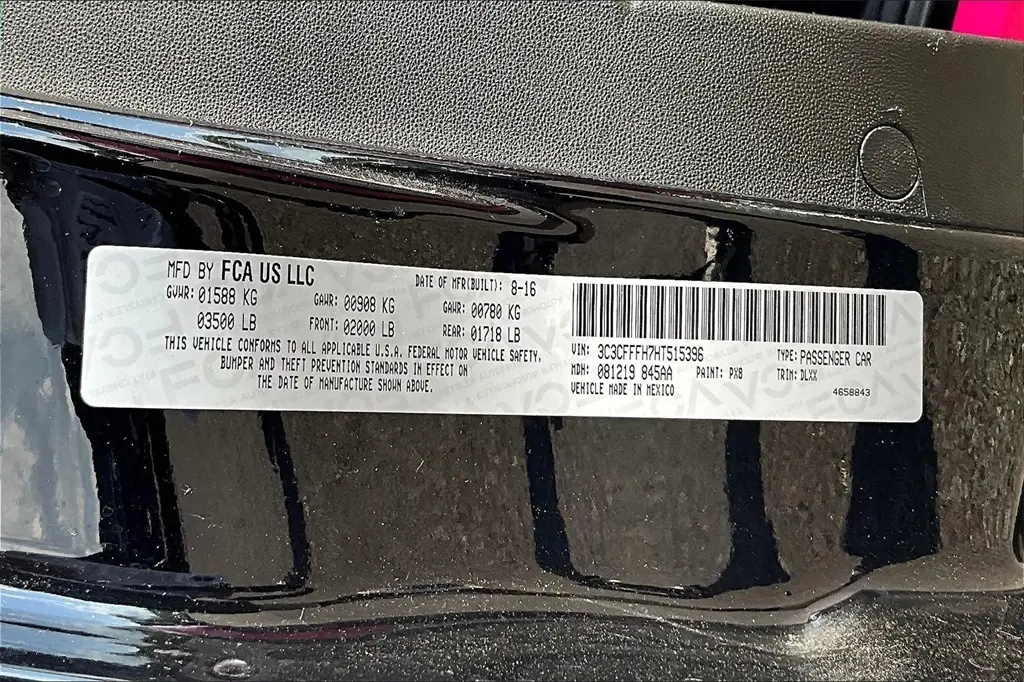 MFD BY FCA US LLC
DATE OF MFR(BUILT): 8-16
GVWR: 01588 KG GAWR: 00908 KG GAWR: 00780 KG
03500 LB FRONT: 02000 LB REAR: 01718 LB
THIS VEHICLE CONFORMS TO ALL APPLICABLE U.S.A. FEDERAL MOTOR VEHICLE SAFETY,
BUMPER AND THEFT PREVENTION STANDARDS IN EFFECT ON
THE DATE OF MANUFACTURE SHOWN ABOVE.
VIN: 3C3CFFFH7HT515396 TYPE: PASSENGER CAR
MDH: 081219 845AA PAINT: PX8 TRIM: DLXX
VEHICLE MADE IN MEXICO 4658843